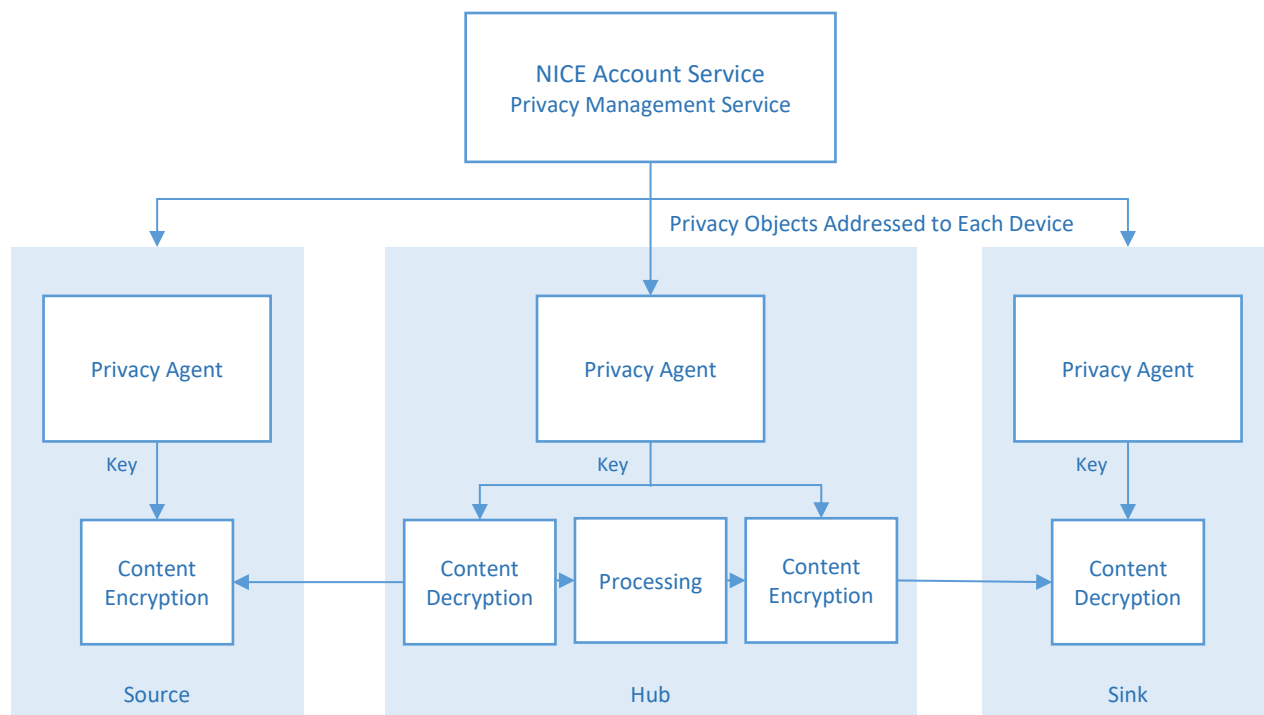 NICE Account Service
Privacy Management Service
Privacy Objects Addressed to Each Device
Privacy Agent
Privacy Agent
Privacy Agent
Key
Key
Key
Content
Encryption
Content
Decryption
Processing
Content
Encryption
Content
Decryption
Source
Hub
Sink